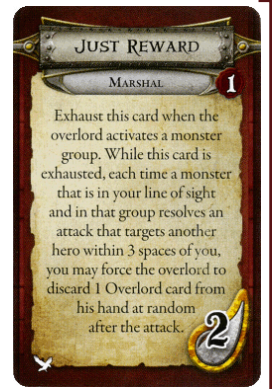 JUST REWARD
MARSHAL
1
Exhaust this card when the
overlord activates a monster
group. While this card is
exhausted, each time a monster
that is in your line of sight
and in that group resolves an
attack that targets another
hero within 3 spaces of you,
you may force the overlord to
discard 1 Overlord card from
his hand at random
after the attack.
2